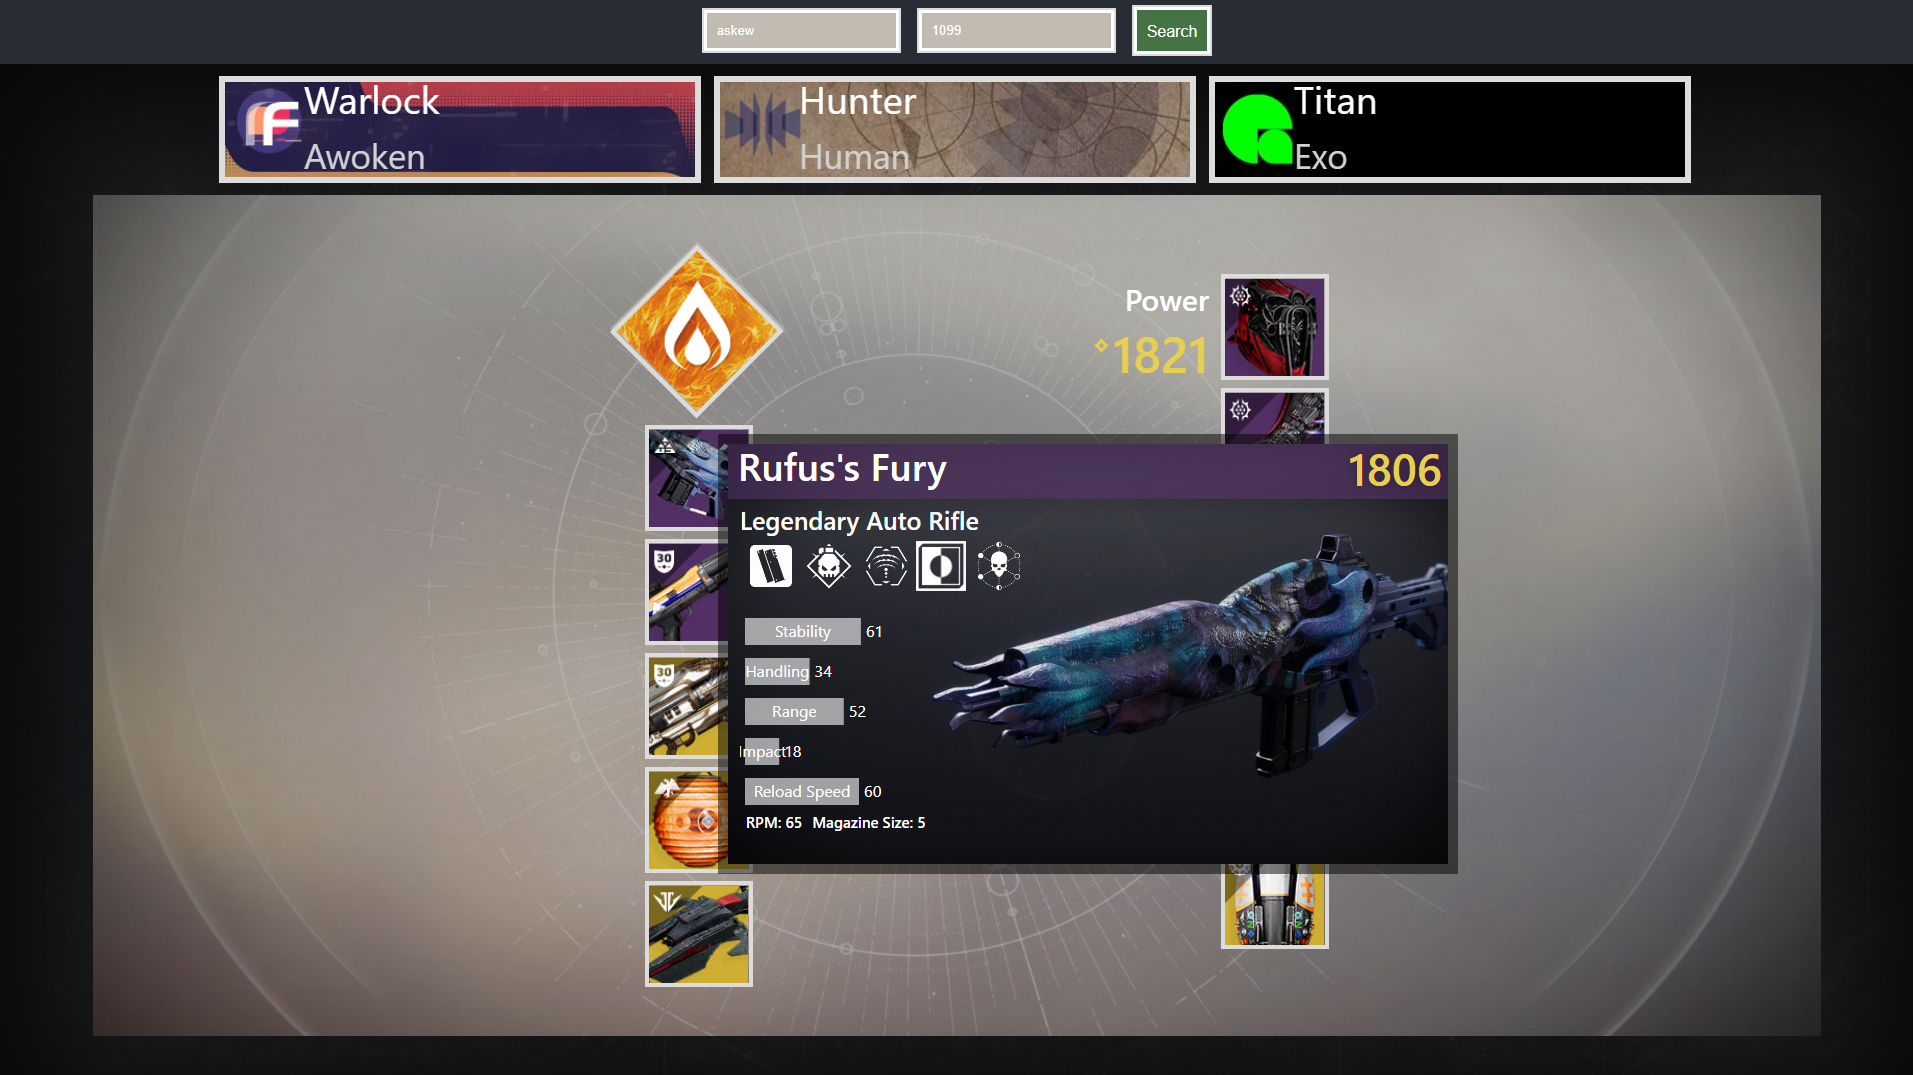 askew
1099
Search
Warlock
Awoken
Hunter
Human
Titan
Exo
Power
1821
Rufus's Fury
1806
Legendary Auto Rifle
30
30
Stability 61
Handling 34
Range 52
Impact 18
Reload Speed 60
RPM: 65 Magazine Size: 5